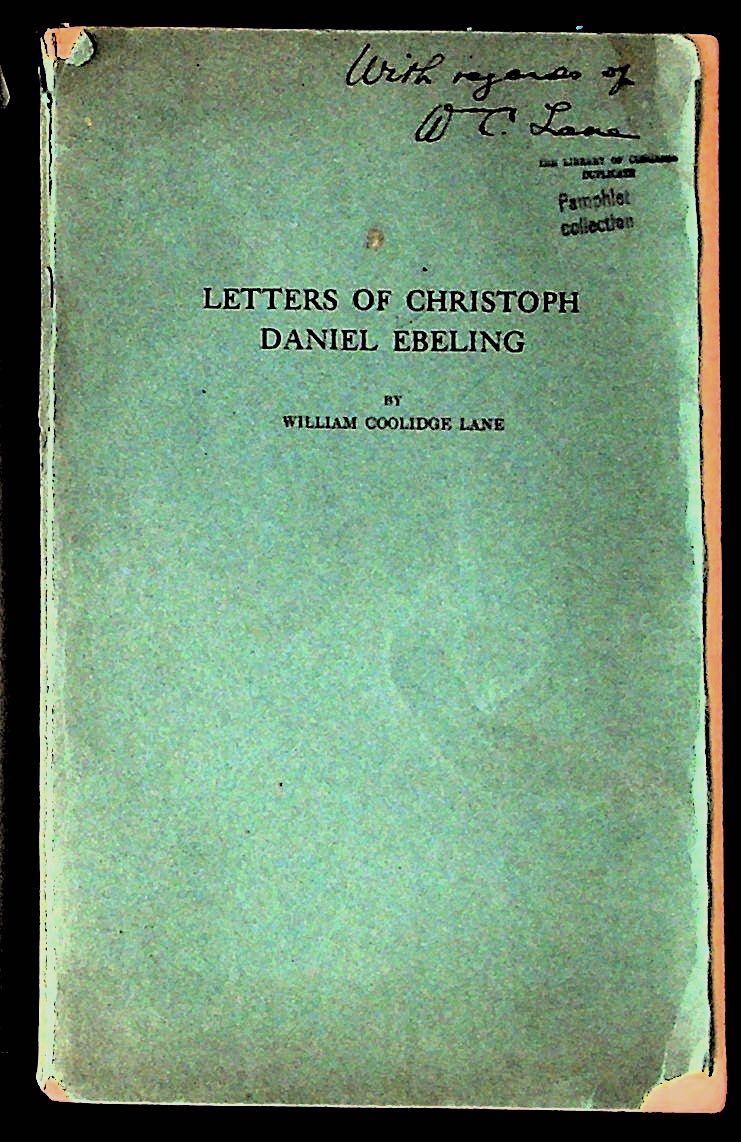 With regards of
W C. Lane
THE LIBRARY OF CONGRESS
DUPLICATE
Pamphlet
collection
LETTERS OF CHRISTOPH
DANIEL EBELING
BY
WILLIAM COOLIDGE LANE